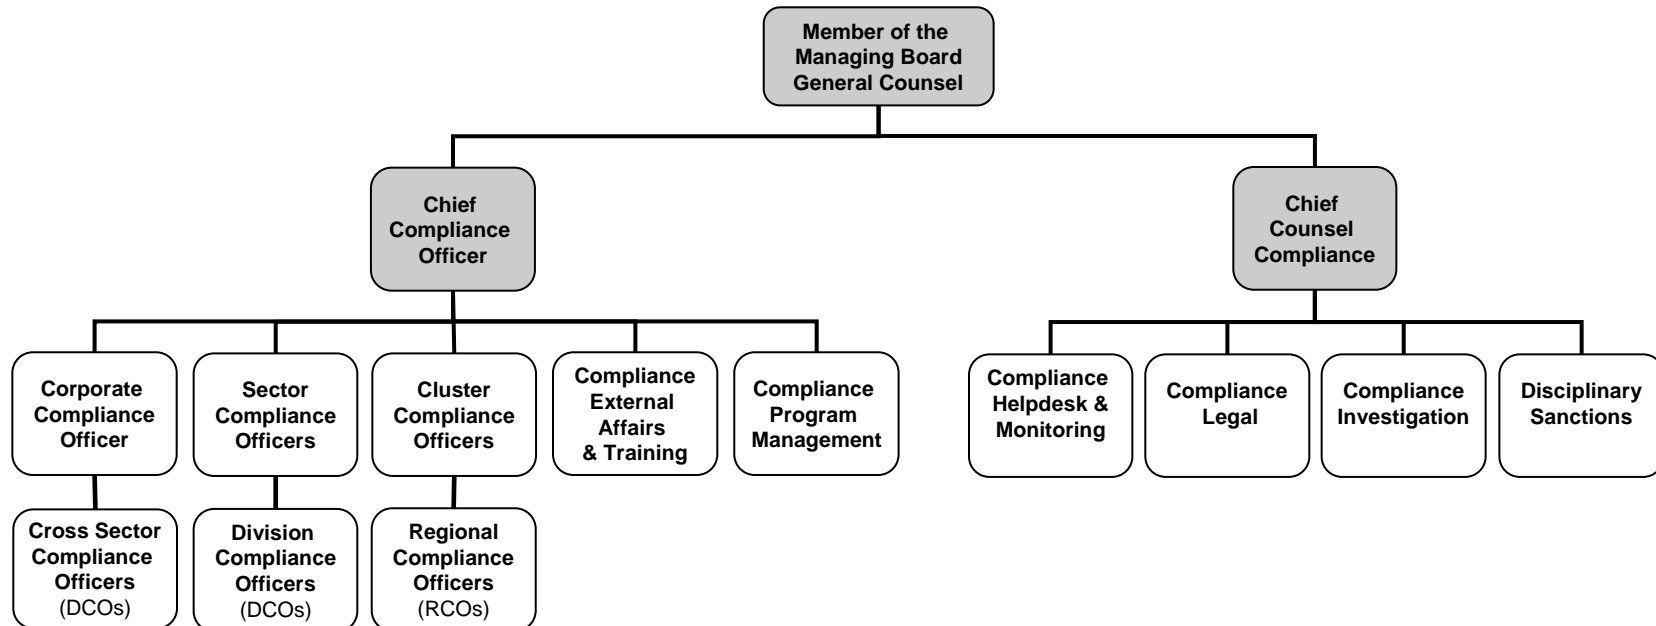 Member of the
Managing Board
General Counsel
Chief
Compliance
Officer
Chief
Counsel
Compliance
Corporate
Compliance
Officer
Sector
Compliance
Officers
Cluster
Compliance
Officers
Compliance
External
Affairs
& Training
Compliance
Program
Management
Compliance
Helpdesk &
Monitoring
Compliance
Legal
Compliance
Investigation
Disciplinary
Sanctions
Cross Sector
Compliance
Officers
(DCOs)
Division
Compliance
Officers
(DCOs)
Regional
Compliance
Officers
(RCOs)